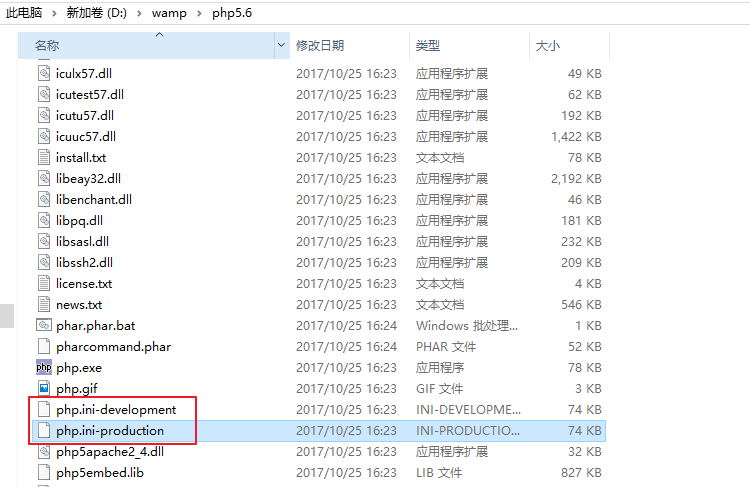 此电脑 › 新加卷 (D:) › wamp › php5.6
名称 修改日期 类型 大小
iculx57.dll 2017/10/25 16:23 应用程序扩展 49 KB
icutest57.dll 2017/10/25 16:23 应用程序扩展 62 KB
icutu57.dll 2017/10/25 16:23 应用程序扩展 192 KB
icuuc57.dll 2017/10/25 16:23 应用程序扩展 1,422 KB
install.txt 2017/10/25 16:23 文本文档 78 KB
libeay32.dll 2017/10/25 16:23 应用程序扩展 2,192 KB
libenchant.dll 2017/10/25 16:23 应用程序扩展 46 KB
libpq.dll 2017/10/25 16:23 应用程序扩展 181 KB
libsasl.dll 2017/10/25 16:23 应用程序扩展 232 KB
libssh2.dll 2017/10/25 16:23 应用程序扩展 209 KB
license.txt 2017/10/25 16:23 文本文档 4 KB
news.txt 2017/10/25 16:23 文本文档 546 KB
phar.phar.bat 2017/10/25 16:24 Windows 批处理... 1 KB
pharcommand.phar 2017/10/25 16:24 PHAR 文件 52 KB
php php.exe 2017/10/25 16:23 应用程序 78 KB
php.gif 2017/10/25 16:23 GIF 文件 3 KB
php.ini-development 2017/10/25 16:23 INI-DEVELOPME... 74 KB
php.ini-production 2017/10/25 16:23 INI-PRODUCTIO... 74 KB
php5apache2_4.dll 2017/10/25 16:23 应用程序扩展 33 KB
php5embed.lib 2017/10/25 16:23 LIB 文件 827 KB